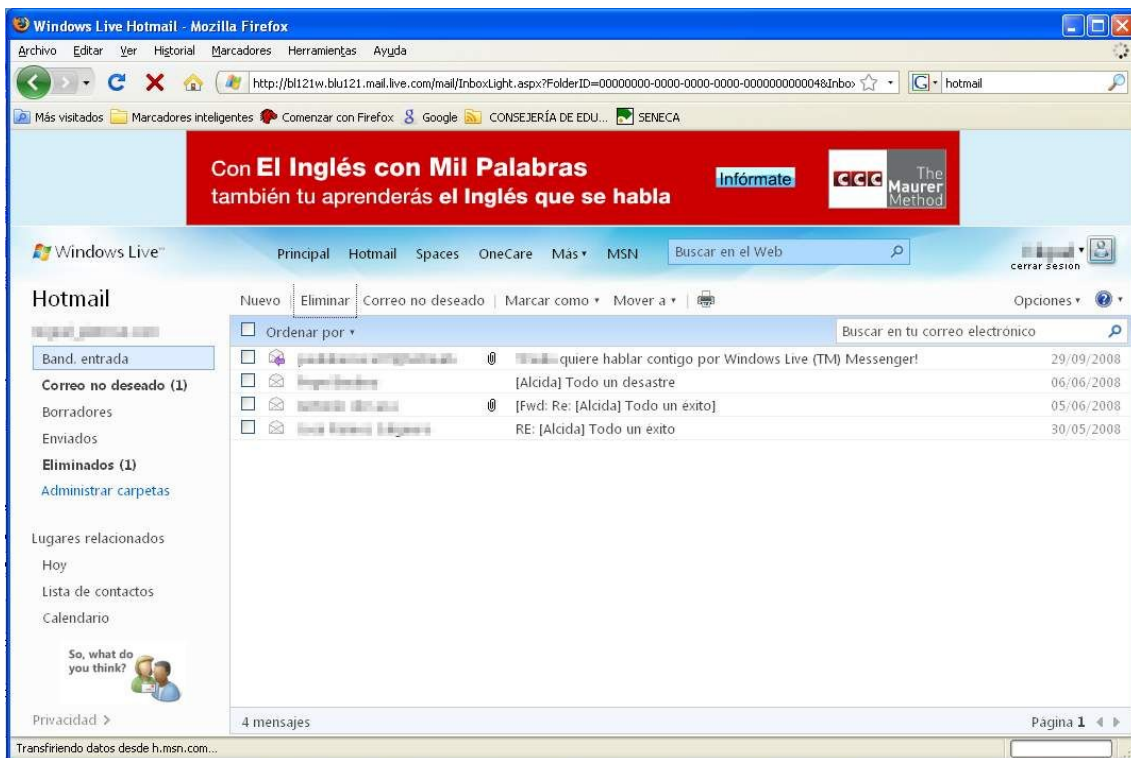 Windows Live Hotmail - Mozilla Firefox
Archivo Editar Ver Historial Marcadores Herramientas Ayuda
http://bl121w.blu121.mail.live.com/mail/InboxLight.aspx?FolderID=00000000-0000-0000-0000-000000000004&Inbo
G hotmail
Más visitados Marcadores inteligentes Comenzar con Firefox Google CONSEJERÍA DE EDU... SENECA
Con El Inglés con Mil Palabras
también tu aprenderás el Inglés que se habla
Infórmate
CCC The Maurer Method
Windows Live™
Principal Hotmail Spaces OneCare Más MSN
Buscar en el Web
cerrar sesión
Hotmail
Nuevo Eliminar Correo no deseado | Marcar como Mover a
Opciones ?
Ordenar por
Buscar en tu correo electrónico
Band. entrada
Correo no deseado (1)
Borradores
Enviados
Eliminados (1)
Administrar carpetas
quiere hablar contigo por Windows Live (TM) Messenger! 29/09/2008
[Alcida] Todo un desastre 06/06/2008
[Fwd: Re: [Alcida] Todo un éxito] 05/06/2008
RE: [Alcida] Todo un éxito 30/05/2008
Lugares relacionados
Hoy
Lista de contactos
Calendario
So, what do
you think?
Privacidad >
4 mensajes
Página 1
Transfiriendo datos desde h.msn.com...